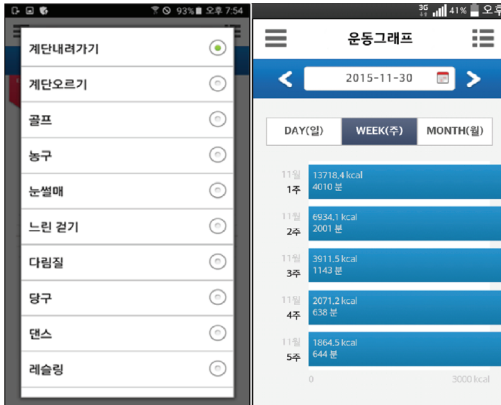 93% 오후 7:54
계단내려가기
계단오르기
골프
농구
눈썰매
느린 걷기
다림질
당구
댄스
레슬링
3G 41% 오후
운동그래프
2015-11-30
DAY(일) WEEK(주) MONTH(월)
11월 13718,4 kcal
1주 4010 분
11월 6934,1 kcal
2주 2001 분
11월 3911.5 kcal
3주 1143 분
11월 2071,2 kcal
4주 638 분
11월 1864,5 kcal
5주 644 분
0 3000 kcal